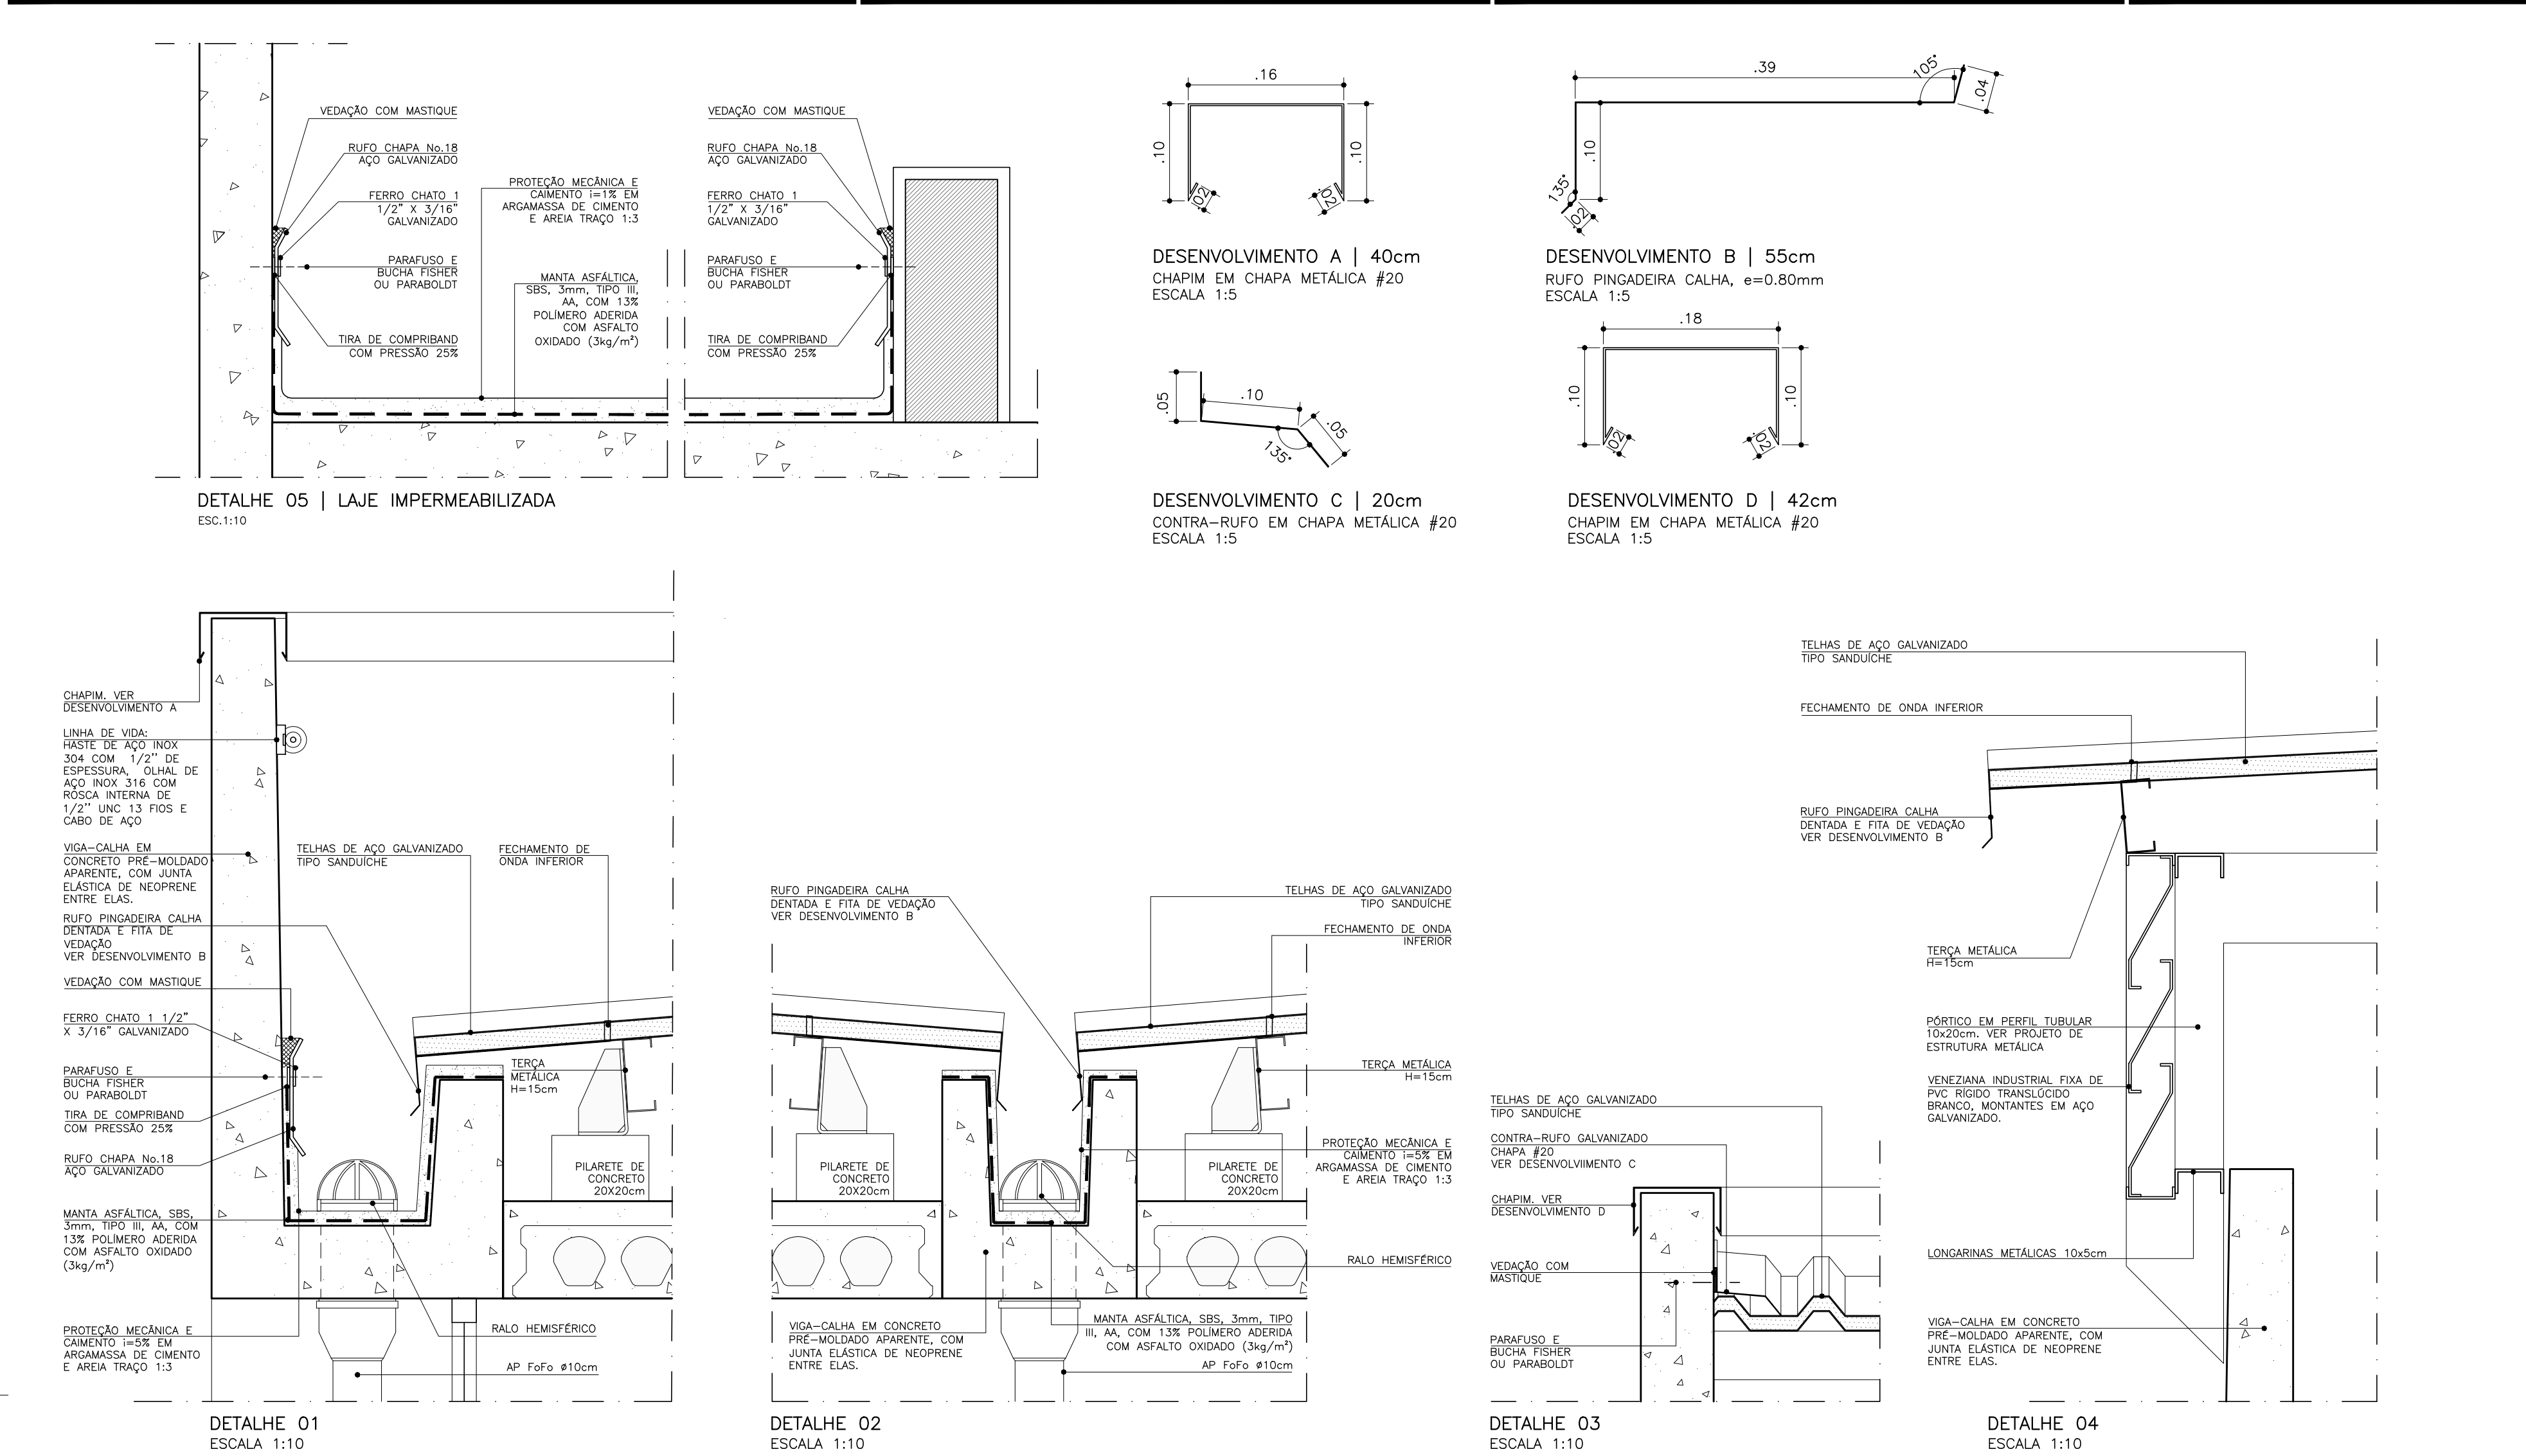 VEDAÇÃO COM MASTIQUE
RUFO CHAPA No.18
AÇO GALVANIZADO
FERRO CHATO 1
1/2" X 3/16"
GALVANIZADO
PARAFUSO E
BUCHA FISHER
OU PARABOLDT
TIRA DE COMPRIBAND
COM PRESSÃO 25%
PROTEÇÃO MECÂNICA E
CAIMENTO i=1% EM
ARGAMASSA DE CIMENTO
E AREIA TRAÇO 1:3
MANTA ASFÁLTICA,
SBS, 3mm, TIPO III,
AA, COM 13%
POLÍMERO ADERIDA
COM ASFALTO
OXIDADO (3kg/m²)
VEDAÇÃO COM MASTIQUE
RUFO CHAPA No.18
AÇO GALVANIZADO
FERRO CHATO 1
1/2" X 3/16"
GALVANIZADO
PARAFUSO E
BUCHA FISHER
OU PARABOLDT
TIRA DE COMPRIBAND
COM PRESSÃO 25%
DETALHE 05 | LAJE IMPERMEABILIZADA
ESC.1:10
.16
.10
.10
.02
.02
DESENVOLVIMENTO A | 40cm
CHAPIM EM CHAPA METÁLICA #20
ESCALA 1:5
.39
105°
.04
.10
135°
.02
DESENVOLVIMENTO B | 55cm
RUFO PINGADEIRA CALHA, e=0.80mm
ESCALA 1:5
.05
.10
.05
135°
DESENVOLVIMENTO C | 20cm
CONTRA-RUFO EM CHAPA METÁLICA #20
ESCALA 1:5
.18
.10
.10
.02
.02
DESENVOLVIMENTO D | 42cm
CHAPIM EM CHAPA METÁLICA #20
ESCALA 1:5
CHAPIM. VER
DESENVOLVIMENTO A
LINHA DE VIDA:
HASTE DE AÇO INOX
304 COM 1/2'' DE
ESPESSURA, OLHAL DE
AÇO INOX 316 COM
ROSCA INTERNA DE
1/2'' UNC 13 FIOS E
CABO DE AÇO
VIGA-CALHA EM
CONCRETO PRÉ-MOLDADO
APARENTE, COM JUNTA
ELÁSTICA DE NEOPRENE
ENTRE ELAS.
RUFO PINGADEIRA CALHA
DENTADA E FITA DE
VEDAÇÃO
VER DESENVOLVIMENTO B
VEDAÇÃO COM MASTIQUE
FERRO CHATO 1 1/2"
X 3/16" GALVANIZADO
PARAFUSO E
BUCHA FISHER
OU PARABOLDT
TIRA DE COMPRIBAND
COM PRESSÃO 25%
RUFO CHAPA No.18
AÇO GALVANIZADO
MANTA ASFÁLTICA, SBS,
3mm, TIPO III, AA, COM
13% POLÍMERO ADERIDA
COM ASFALTO OXIDADO
(3kg/m²)
PROTEÇÃO MECÂNICA E
CAIMENTO i=5% EM
ARGAMASSA DE CIMENTO
E AREIA TRAÇO 1:3
TELHAS DE AÇO GALVANIZADO
TIPO SANDUÍCHE
FECHAMENTO DE
ONDA INFERIOR
TERÇA
METÁLICA
H=15cm
PILARETE DE
CONCRETO
20X20cm
RALO HEMISFÉRICO
AP FoFo ø10cm
DETALHE 01
ESCALA 1:10
RUFO PINGADEIRA CALHA
DENTADA E FITA DE VEDAÇÃO
VER DESENVOLVIMENTO B
TELHAS DE AÇO GALVANIZADO
TIPO SANDUÍCHE
FECHAMENTO DE ONDA
INFERIOR
TERÇA METÁLICA
H=15cm
PROTEÇÃO MECÂNICA E
CAIMENTO i=5% EM
ARGAMASSA DE CIMENTO
E AREIA TRAÇO 1:3
PILARETE DE
CONCRETO
20X20cm
PILARETE DE
CONCRETO
20X20cm
RALO HEMISFÉRICO
VIGA-CALHA EM CONCRETO
PRÉ-MOLDADO APARENTE, COM
JUNTA ELÁSTICA DE NEOPRENE
ENTRE ELAS.
MANTA ASFÁLTICA, SBS, 3mm, TIPO
III, AA, COM 13% POLÍMERO ADERIDA
COM ASFALTO OXIDADO (3kg/m²)
AP FoFo ø10cm
DETALHE 02
ESCALA 1:10
TELHAS DE AÇO GALVANIZADO
TIPO SANDUÍCHE
CONTRA-RUFO GALVANIZADO
CHAPA #20
VER DESENVOLVIIMENTO C
CHAPIM. VER
DESENVOLVIMENTO D
VEDAÇÃO COM
MASTIQUE
PARAFUSO E
BUCHA FISHER
OU PARABOLDT
DETALHE 03
ESCALA 1:10
TELHAS DE AÇO GALVANIZADO
TIPO SANDUÍCHE
FECHAMENTO DE ONDA INFERIOR
RUFO PINGADEIRA CALHA
DENTADA E FITA DE VEDAÇÃO
VER DESENVOLVIMENTO B
TERÇA METÁLICA
H=15cm
PÓRTICO EM PERFIL TUBULAR
10x20cm. VER PROJETO DE
ESTRUTURA METÁLICA
VENEZIANA INDUSTRIAL FIXA DE
PVC RÍGIDO TRANSLÚCIDO
BRANCO, MONTANTES EM AÇO
GALVANIZADO.
LONGARINAS METÁLICAS 10x5cm
VIGA-CALHA EM CONCRETO
PRÉ-MOLDADO APARENTE, COM
JUNTA ELÁSTICA DE NEOPRENE
ENTRE ELAS.
DETALHE 04
ESCALA 1:10